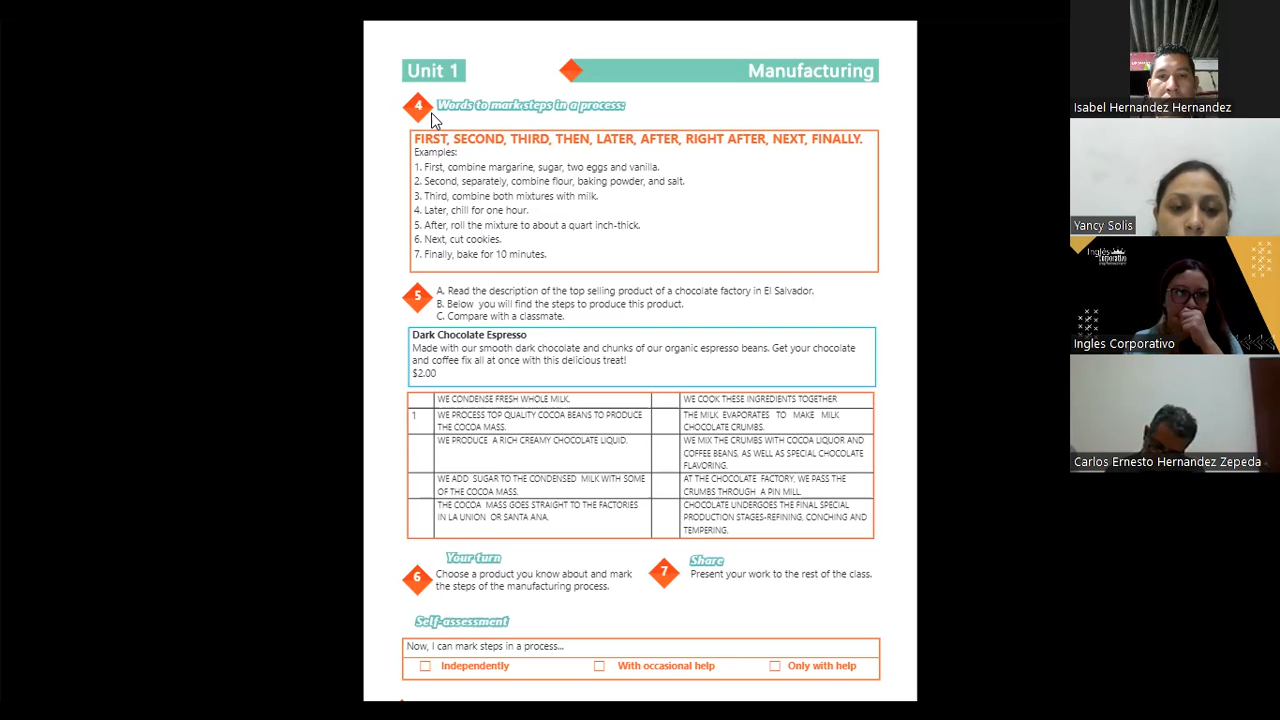 Unit 1
Manufacturing
4
Words to mark steps in a process:
FIRST, SECOND, THIRD, THEN, LATER, AFTER, RIGHT AFTER, NEXT, FINALLY.
Examples:
1. First, combine margarine, sugar, two eggs and vanilla.
2. Second, separately, combine flour, baking powder, and salt.
3. Third, combine both mixtures with milk.
4. Later, chill for one hour.
5. After, roll the mixture to about a quart inch-thick.
6. Next, cut cookies.
7. Finally, bake for 10 minutes.
5
A. Read the description of the top selling product of a chocolate factory in El Salvador.
B. Below you will find the steps to produce this product.
C. Compare with a classmate.
Dark Chocolate Espresso
Made with our smooth dark chocolate and chunks of our organic espresso beans. Get your chocolate
and coffee fix all at once with this delicious treat!
$2.00
WE CONDENSE FRESH WHOLE MILK.
1
WE PROCESS TOP QUALITY COCOA BEANS TO PRODUCE
THE COCOA MASS.
WE PRODUCE A RICH CREAMY CHOCOLATE LIQUID.
WE ADD SUGAR TO THE CONDENSED MILK WITH SOME
OF THE COCOA MASS.
THE COCOA MASS GOES STRAIGHT TO THE FACTORIES
IN LA UNION OR SANTA ANA.
WE COOK THESE INGREDIENTS TOGETHER
THE MILK EVAPORATES TO MAKE MILK
CHOCOLATE CRUMBS.
WE MIX THE CRUMBS WITH COCOA LIQUOR AND
COFFEE BEANS, AS WELL AS SPECIAL CHOCOLATE
FLAVORING.
AT THE CHOCOLATE FACTORY, WE PASS THE
CRUMBS THROUGH A PIN MILL.
CHOCOLATE UNDERGOES THE FINAL SPECIAL
PRODUCTION STAGES-REFINING, CONCHING AND
TEMPERING.
6
Your turn
Choose a product you know about and mark
the steps of the manufacturing process.
7
Share
Present your work to the rest of the class.
Self-assessment
Now, I can mark steps in a process...
Independently
With occasional help
Only with help
Isabel Hernandez Hernandez
Yancy Solis
Inglés
Corporativo
Ingles Corporativo
Carlos Ernesto Hernandez Zepeda